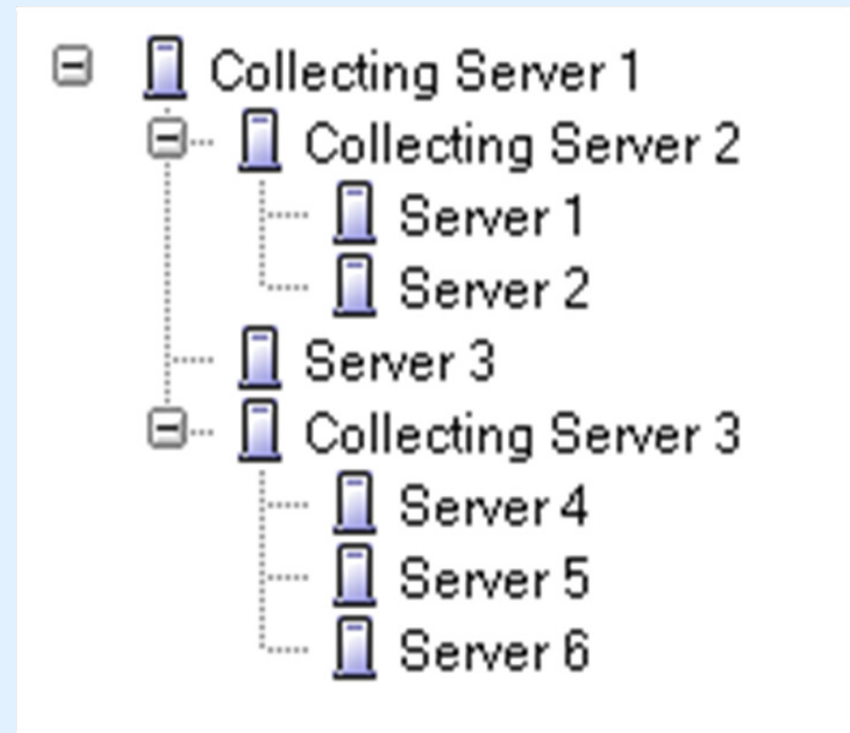 Collecting Server 1
Collecting Server 2
Server 1
Server 2
Server 3
Collecting Server 3
Server 4
Server 5
Server 6